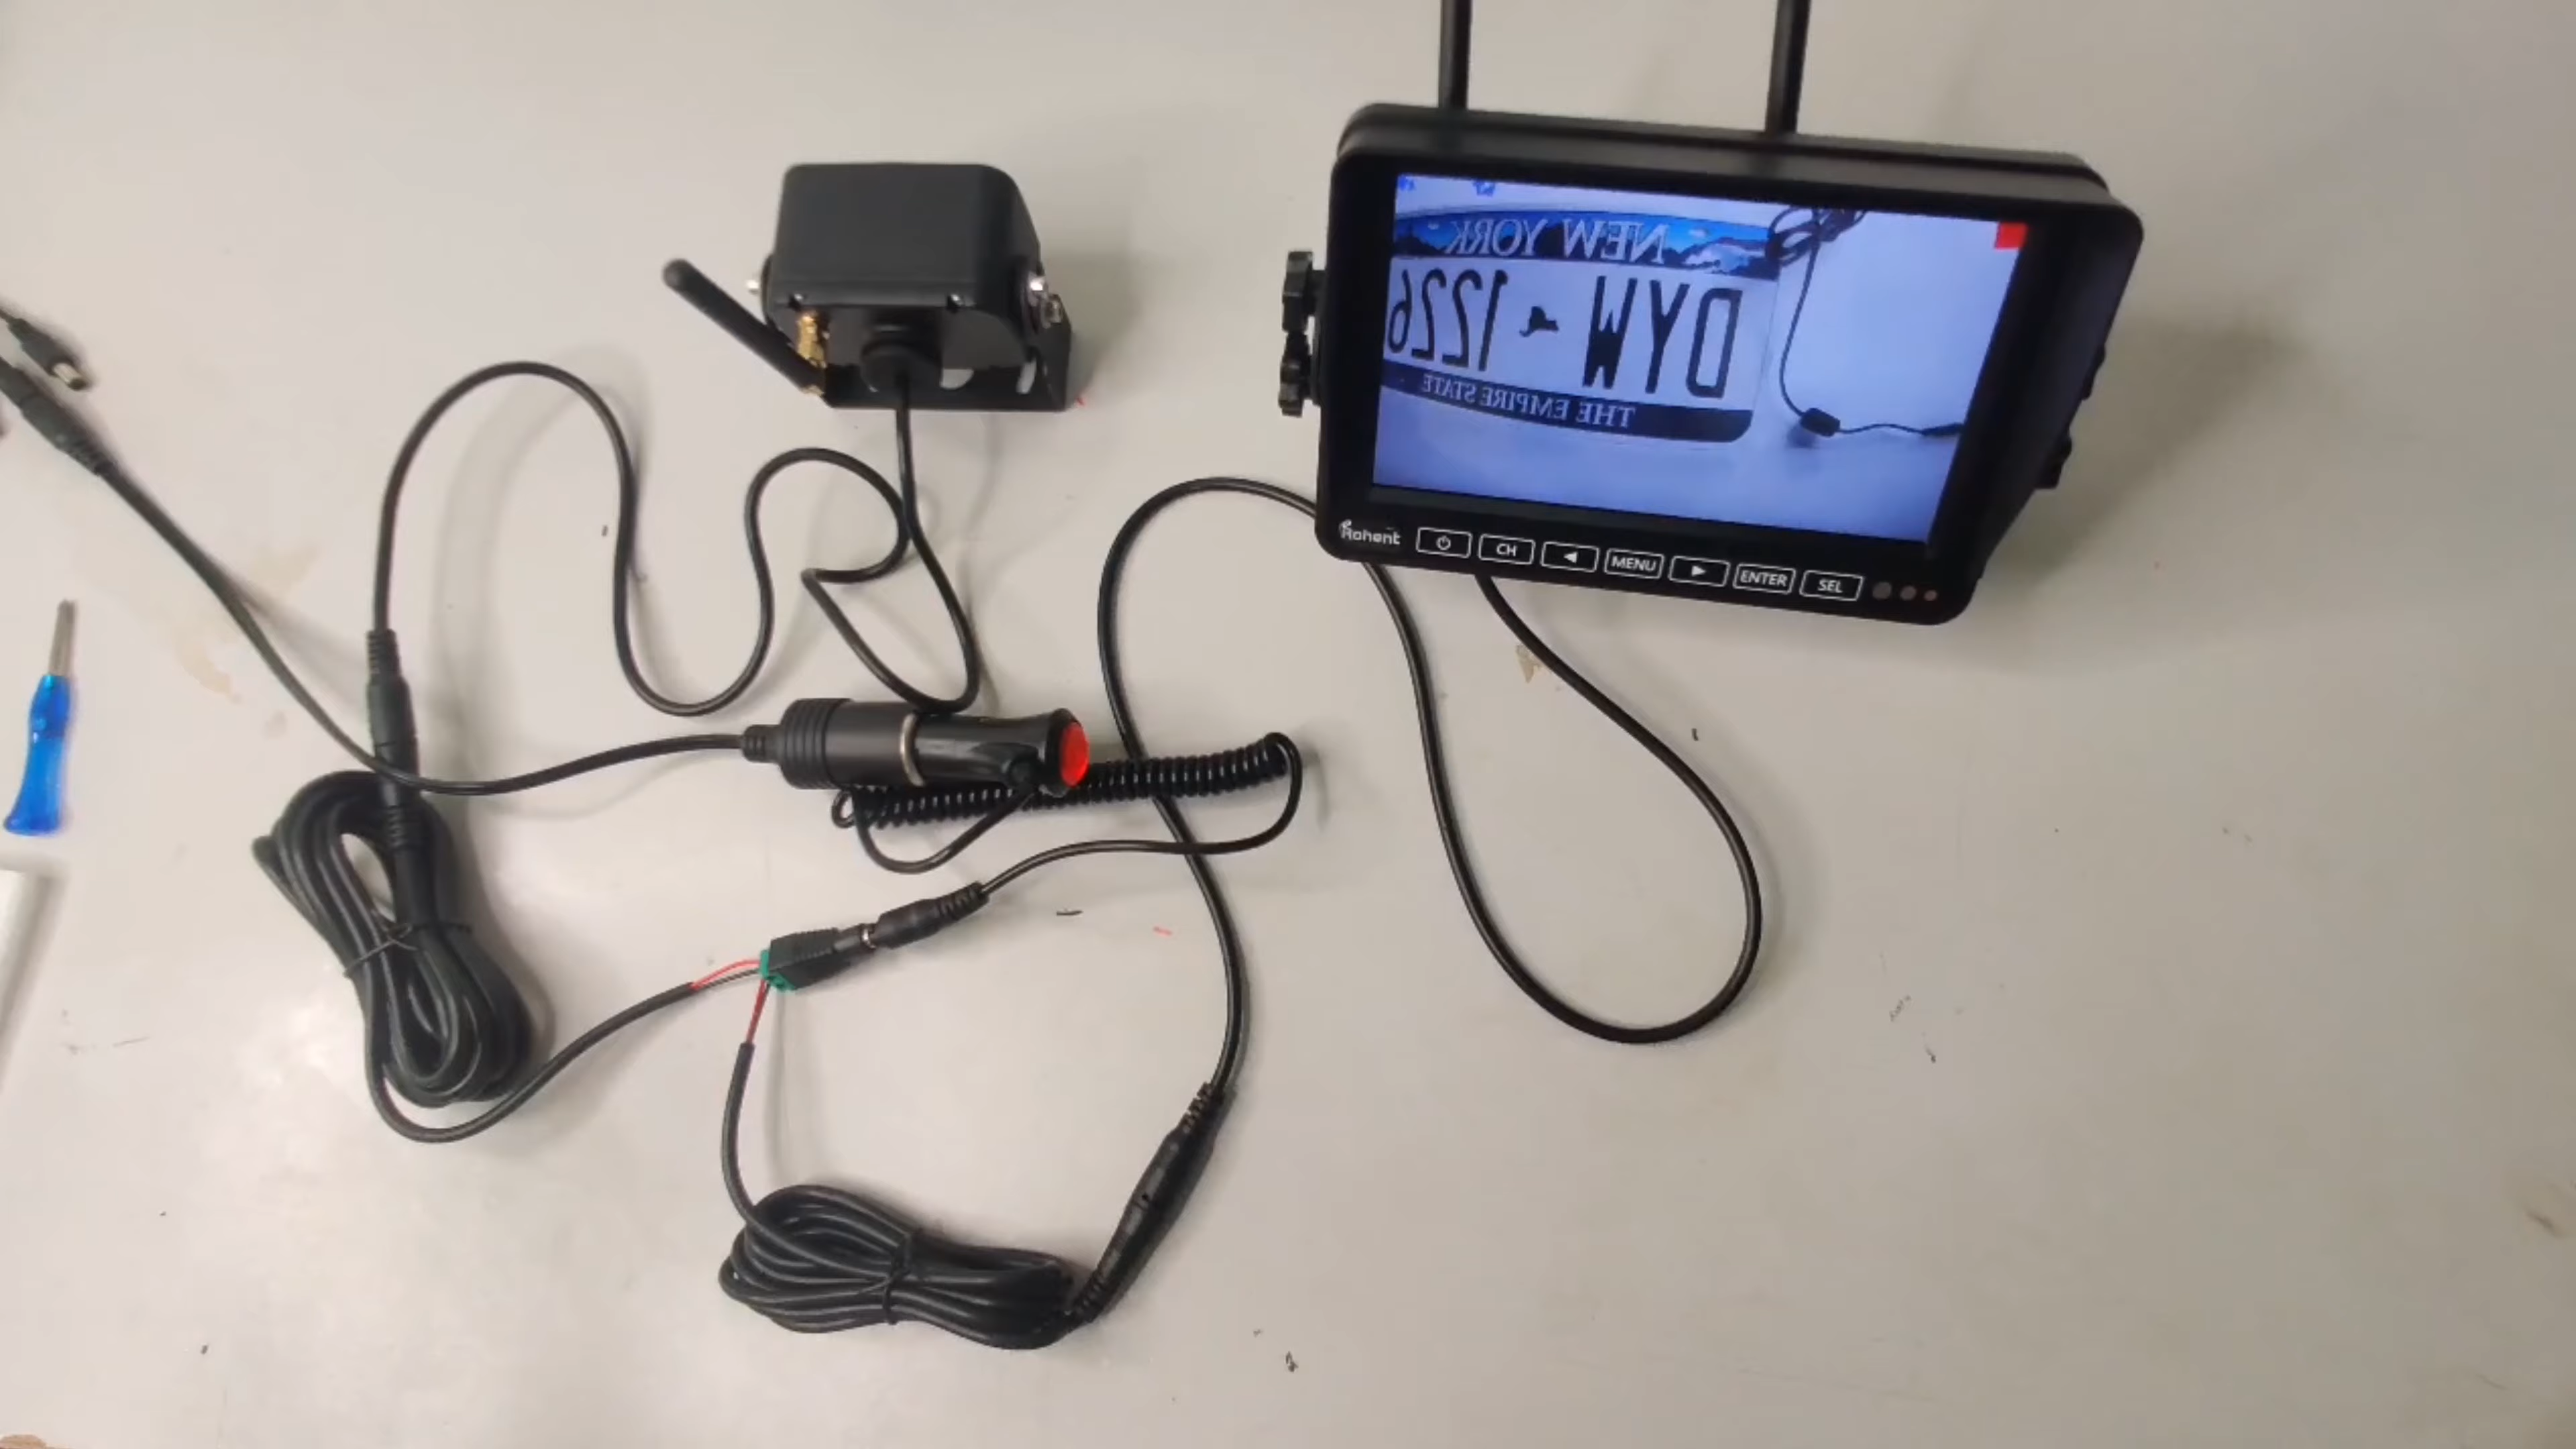 NEW YORK
DYW 1226
THE EMPIRE STATE
Rohent
CH
MENU
ENTER
SEL